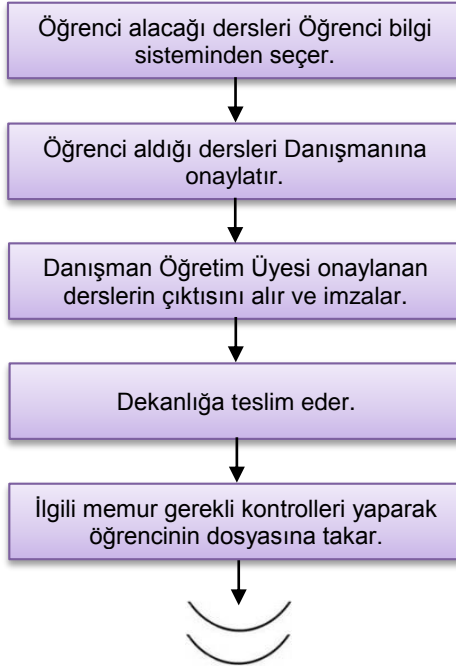 Öğrenci alacağı dersleri Öğrenci bilgi
sisteminden seçer.
Öğrenci aldığı dersleri Danışmanına
onaylatır.
Danışman Öğretim Üyesi onaylanan
derslerin çıktısını alır ve imzalar.
Dekanlığa teslim eder.
İlgili memur gerekli kontrolleri yaparak
öğrencinin dosyasına takar.